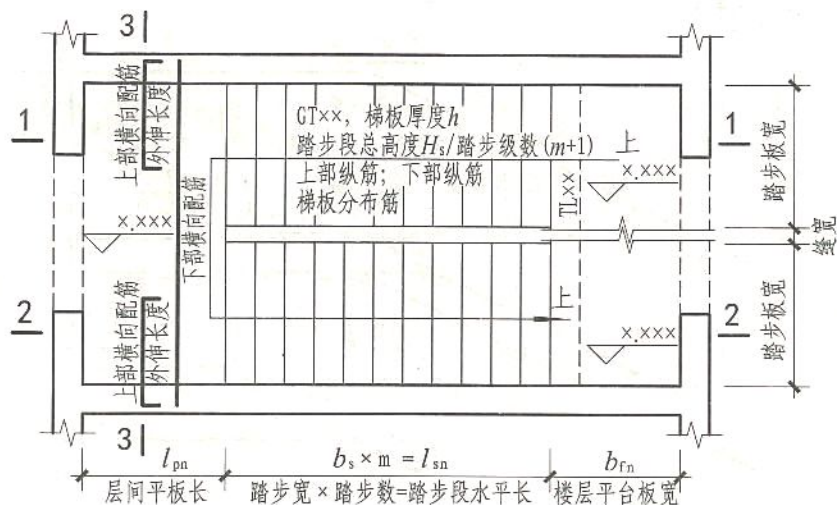 3
1
上部横向配筋
外伸长度
GT××，梯板厚度h
踏步段总高度Hs/踏步级数(m+1)
上部纵筋；下部纵筋
梯板分布筋
上
1
踏步板宽
TL××
x.xxx
x.xxx
下部横向配筋
缝宽
2
上部横向配筋
外伸长度
上
2
x.xxx
踏步板宽
3
lpn
bs × m = lsn
bfn
层间平板长
踏步宽 × 踏步数=踏步段水平长
楼层平台板宽